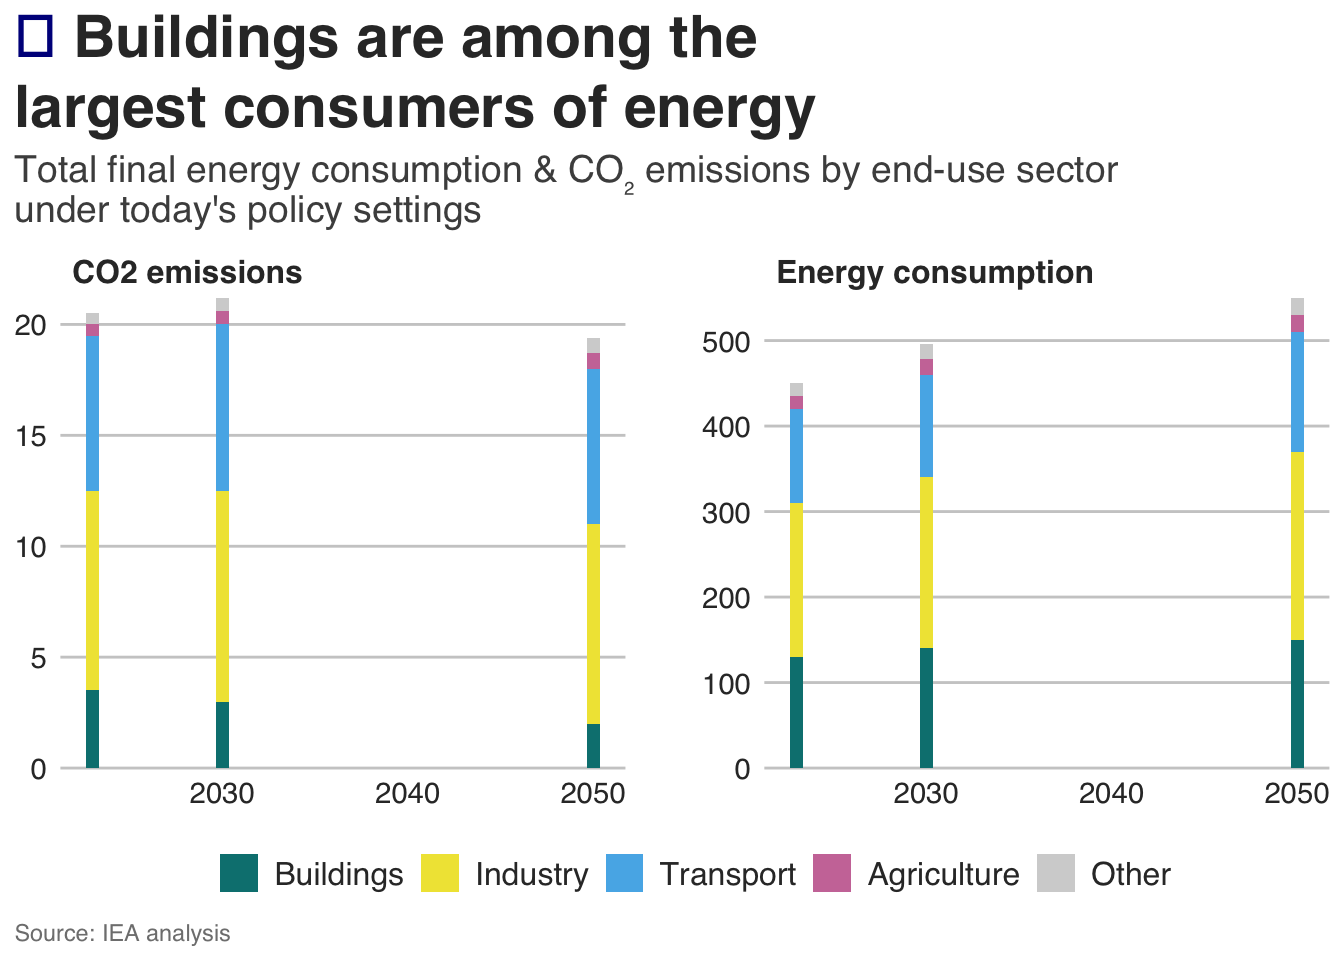 Buildings are among the
largest consumers of energy
Total final energy consumption & CO₂ emissions by end-use sector
under today's policy settings
CO2 emissions
20
15
10
5
0
2030 2040 2050
Energy consumption
500
400
300
200
100
0
2030 2040 2050
Buildings Industry Transport Agriculture Other
Source: IEA analysis